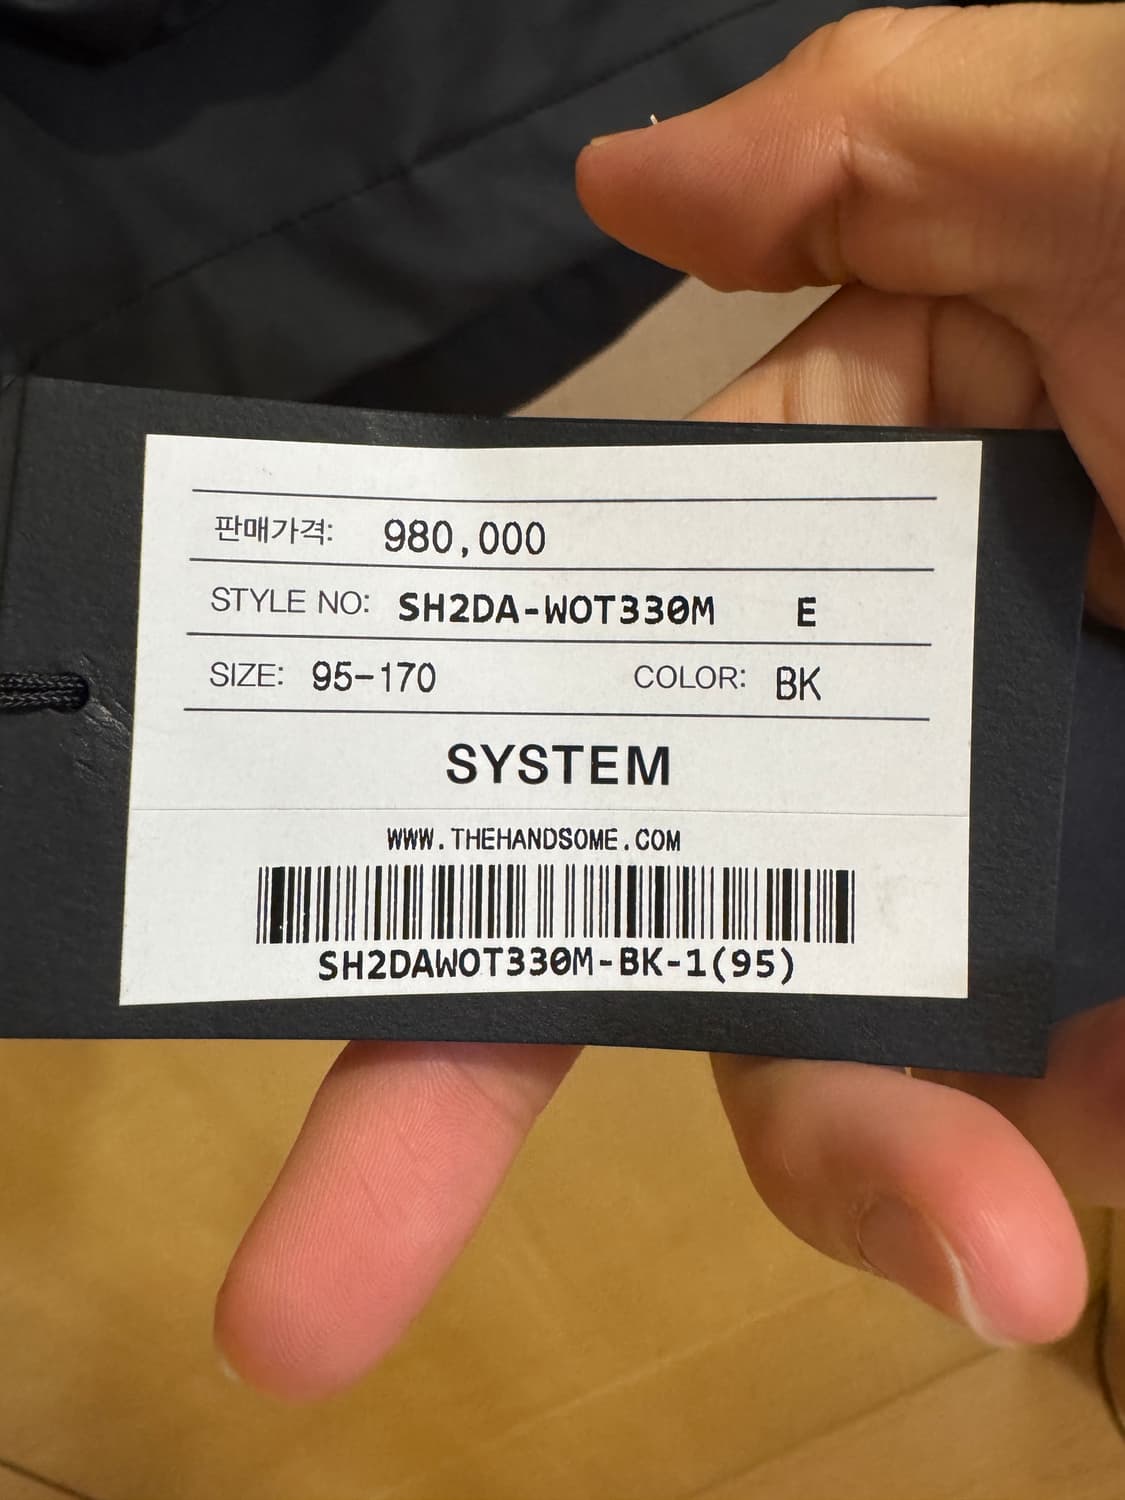 판매가격: 980,000
STYLE NO: SH2DA-WOT330M E
SIZE: 95-170 COLOR: BK
SYSTEM
WWW.THEHANDSOME.COM
SH2DAWOT330M-BK-1(95)